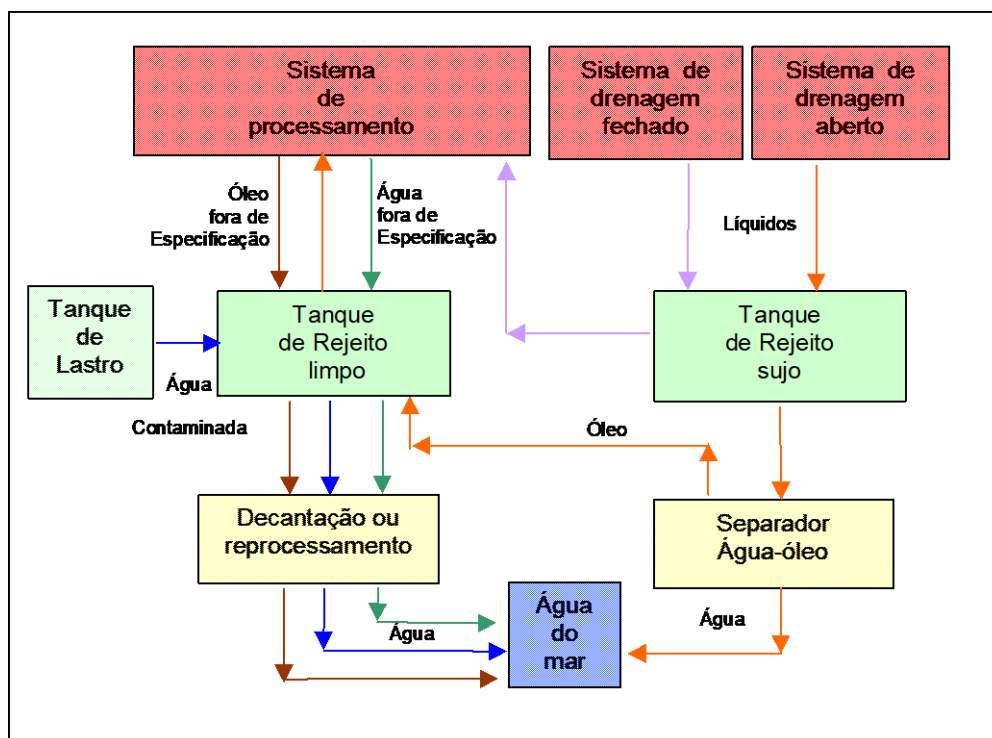 Sistema
de
processamento
Sistema de
drenagem
fechado
Sistema de
drenagem
aberto
Óleo
fora de
Especificação
Água
fora de
Especificação
Líquidos
Tanque
de
Lastro
Tanque
de Rejeito
limpo
Tanque
de Rejeito
sujo
Água
Contaminada
Óleo
Decantação ou
reprocessamento
Separador
Água-óleo
Água
do
mar
Água
Água